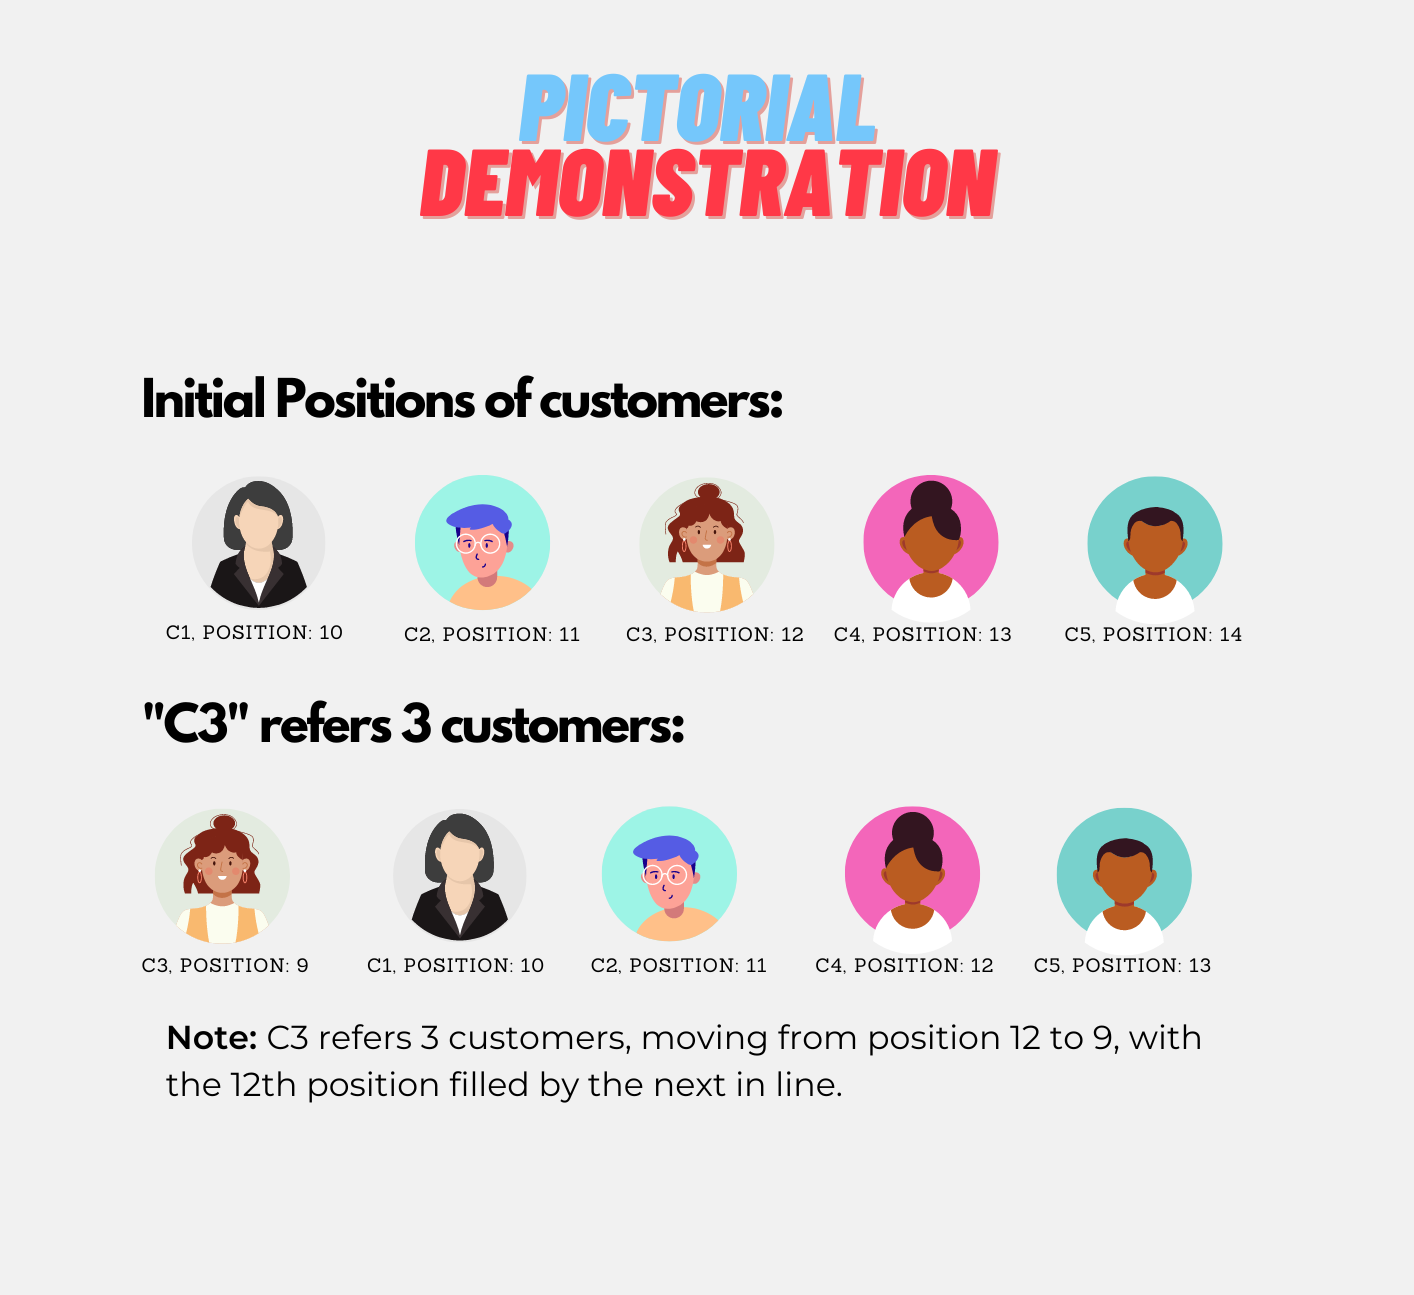 PICTORIAL
DEMONSTRATION
Initial Positions of customers:
C1, POSITION: 10
C2, POSITION: 11
C3, POSITION: 12
C4, POSITION: 13
C5, POSITION: 14
"C3" refers 3 customers:
C3, POSITION: 9
C1, POSITION: 10
C2, POSITION: 11
C4, POSITION: 12
C5, POSITION: 13
Note: C3 refers 3 customers, moving from position 12 to 9, with
the 12th position filled by the next in line.